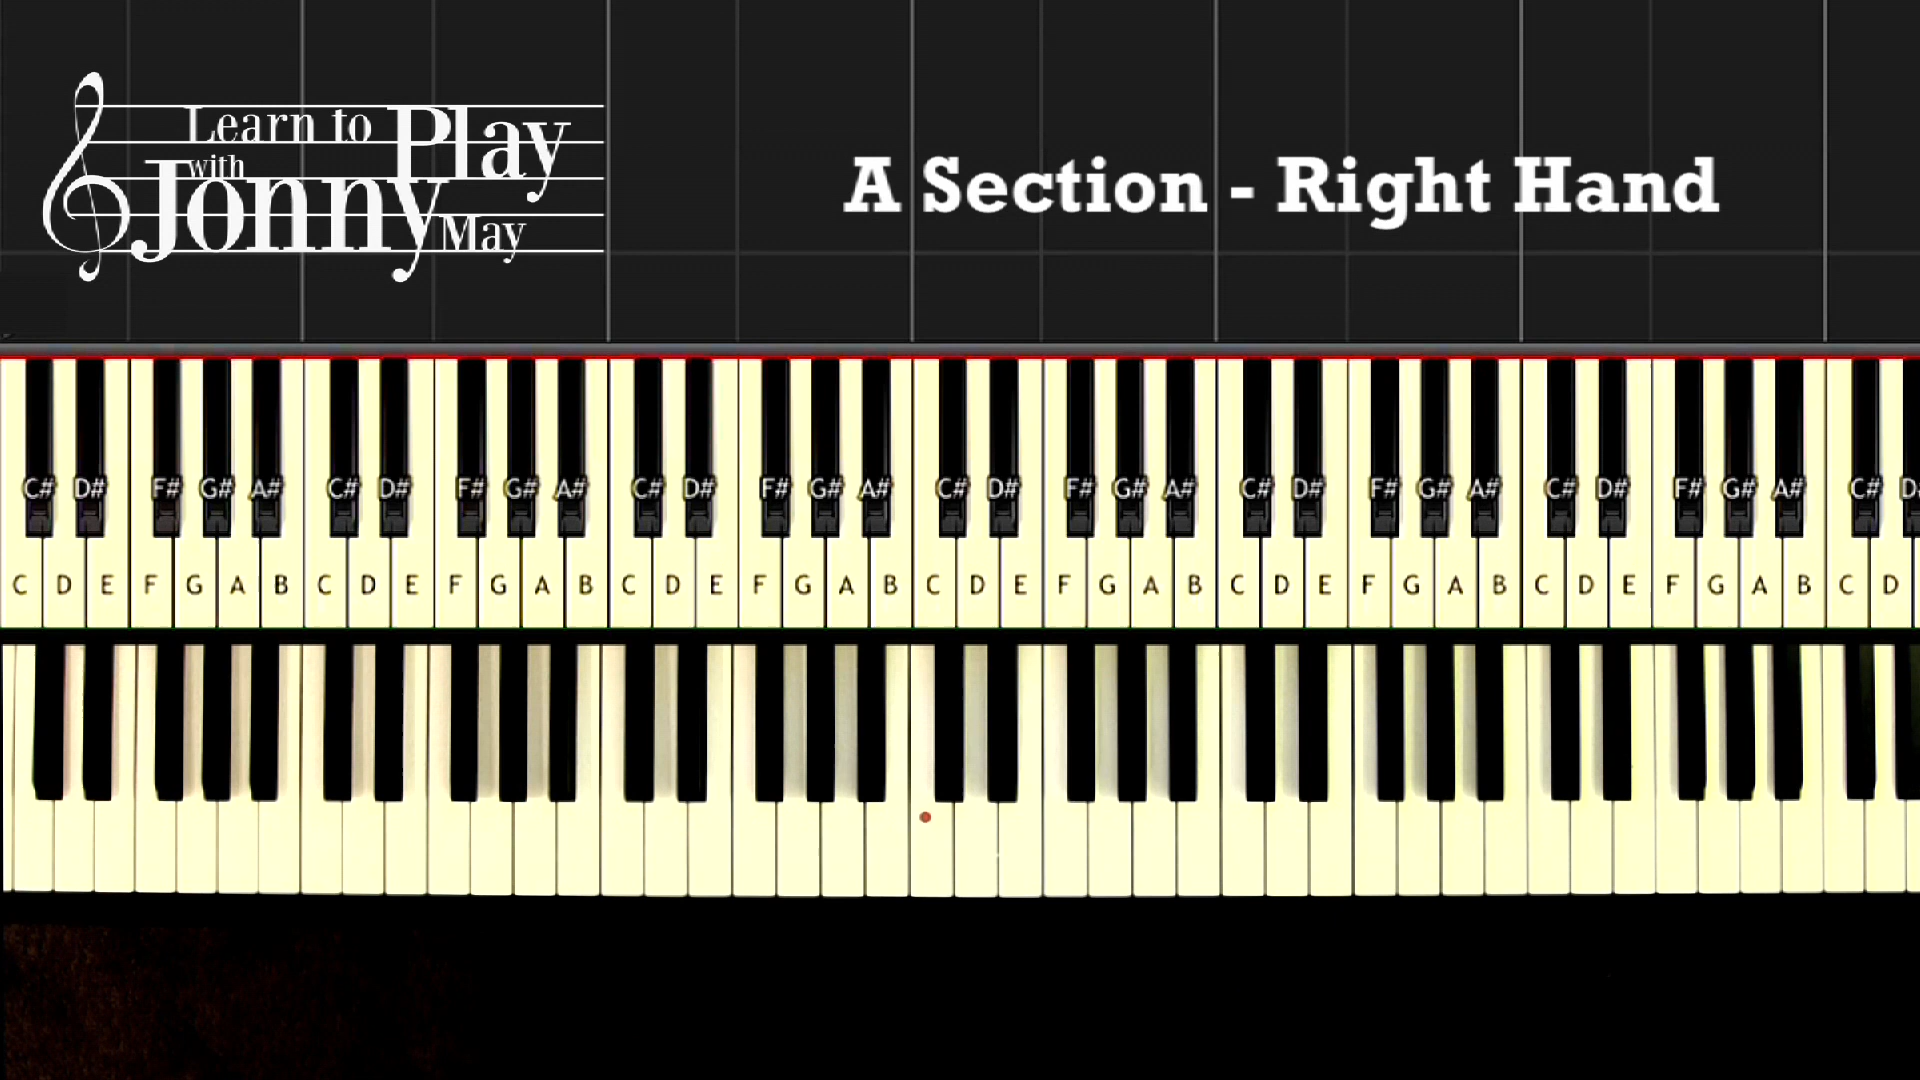 Learn to Play
with
Jonny May
A Section - Right Hand
C# D# F# G# A# C# D# F# G# A# C# D# F# G# A# C# D# F# G# A# C# D# F# G# A# C# D# F# G# A# C# D
C D E F G A B C D E F G A B C D E F G A B C D E F G A B C D E F G A B C D E F G A B C D